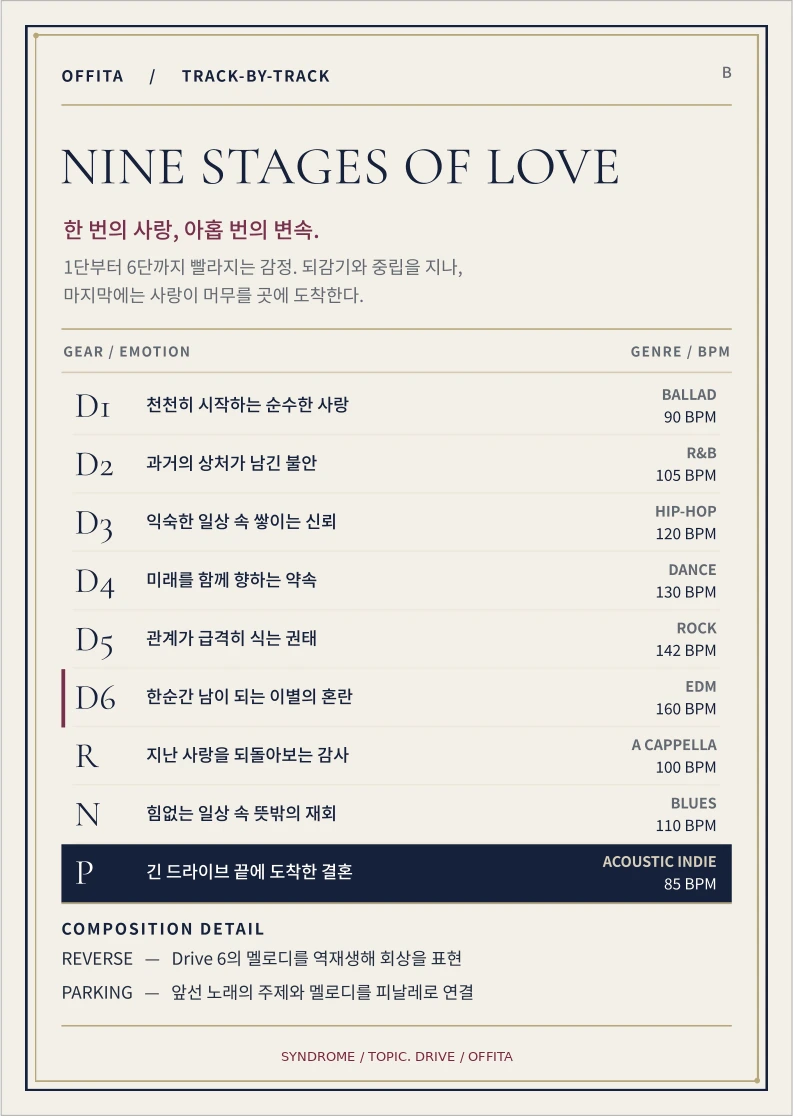 OFFITA / TRACK-BY-TRACK
B
NINE STAGES OF LOVE
한 번의 사랑, 아홉 번의 변속.
1단부터 6단까지 빨라지는 감정. 되감기와 중립을 지나,
마지막에는 사랑이 머무를 곳에 도착한다.
GEAR / EMOTION
GENRE / BPM
D1
천천히 시작하는 순수한 사랑
BALLAD
90 BPM
D2
과거의 상처가 남긴 불안
R&B
105 BPM
D3
익숙한 일상 속 쌓이는 신뢰
HIP-HOP
120 BPM
D4
미래를 함께 향하는 약속
DANCE
130 BPM
D5
관계가 급격히 식는 권태
ROCK
142 BPM
D6
한순간 남이 되는 이별의 혼란
EDM
160 BPM
R
지난 사랑을 되돌아보는 감사
A CAPPELLA
100 BPM
N
힘없는 일상 속 뜻밖의 재회
BLUES
110 BPM
P
긴 드라이브 끝에 도착한 결혼
ACOUSTIC INDIE
85 BPM
COMPOSITION DETAIL
REVERSE — Drive 6의 멜로디를 역재생해 회상을 표현
PARKING — 앞선 노래의 주제와 멜로디를 피날레로 연결
SYNDROME / TOPIC. DRIVE / OFFITA